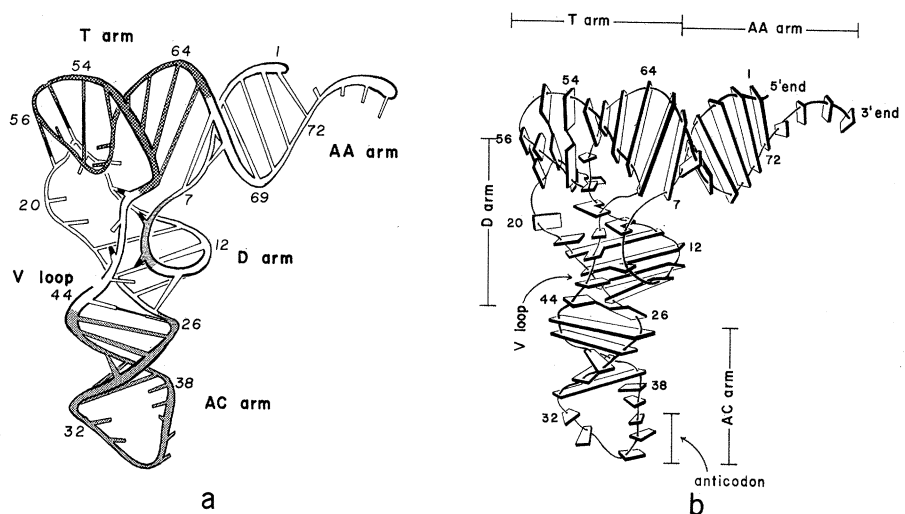 T arm
64
54
1
56
72
AA arm
69
7
20
12
D arm
V loop
44
26
38
AC arm
32
a
T arm
AA arm
64
1
54
5'end
3'end
56
72
D arm
7
20
12
V loop
44
26
38
AC arm
32
anticodon
b